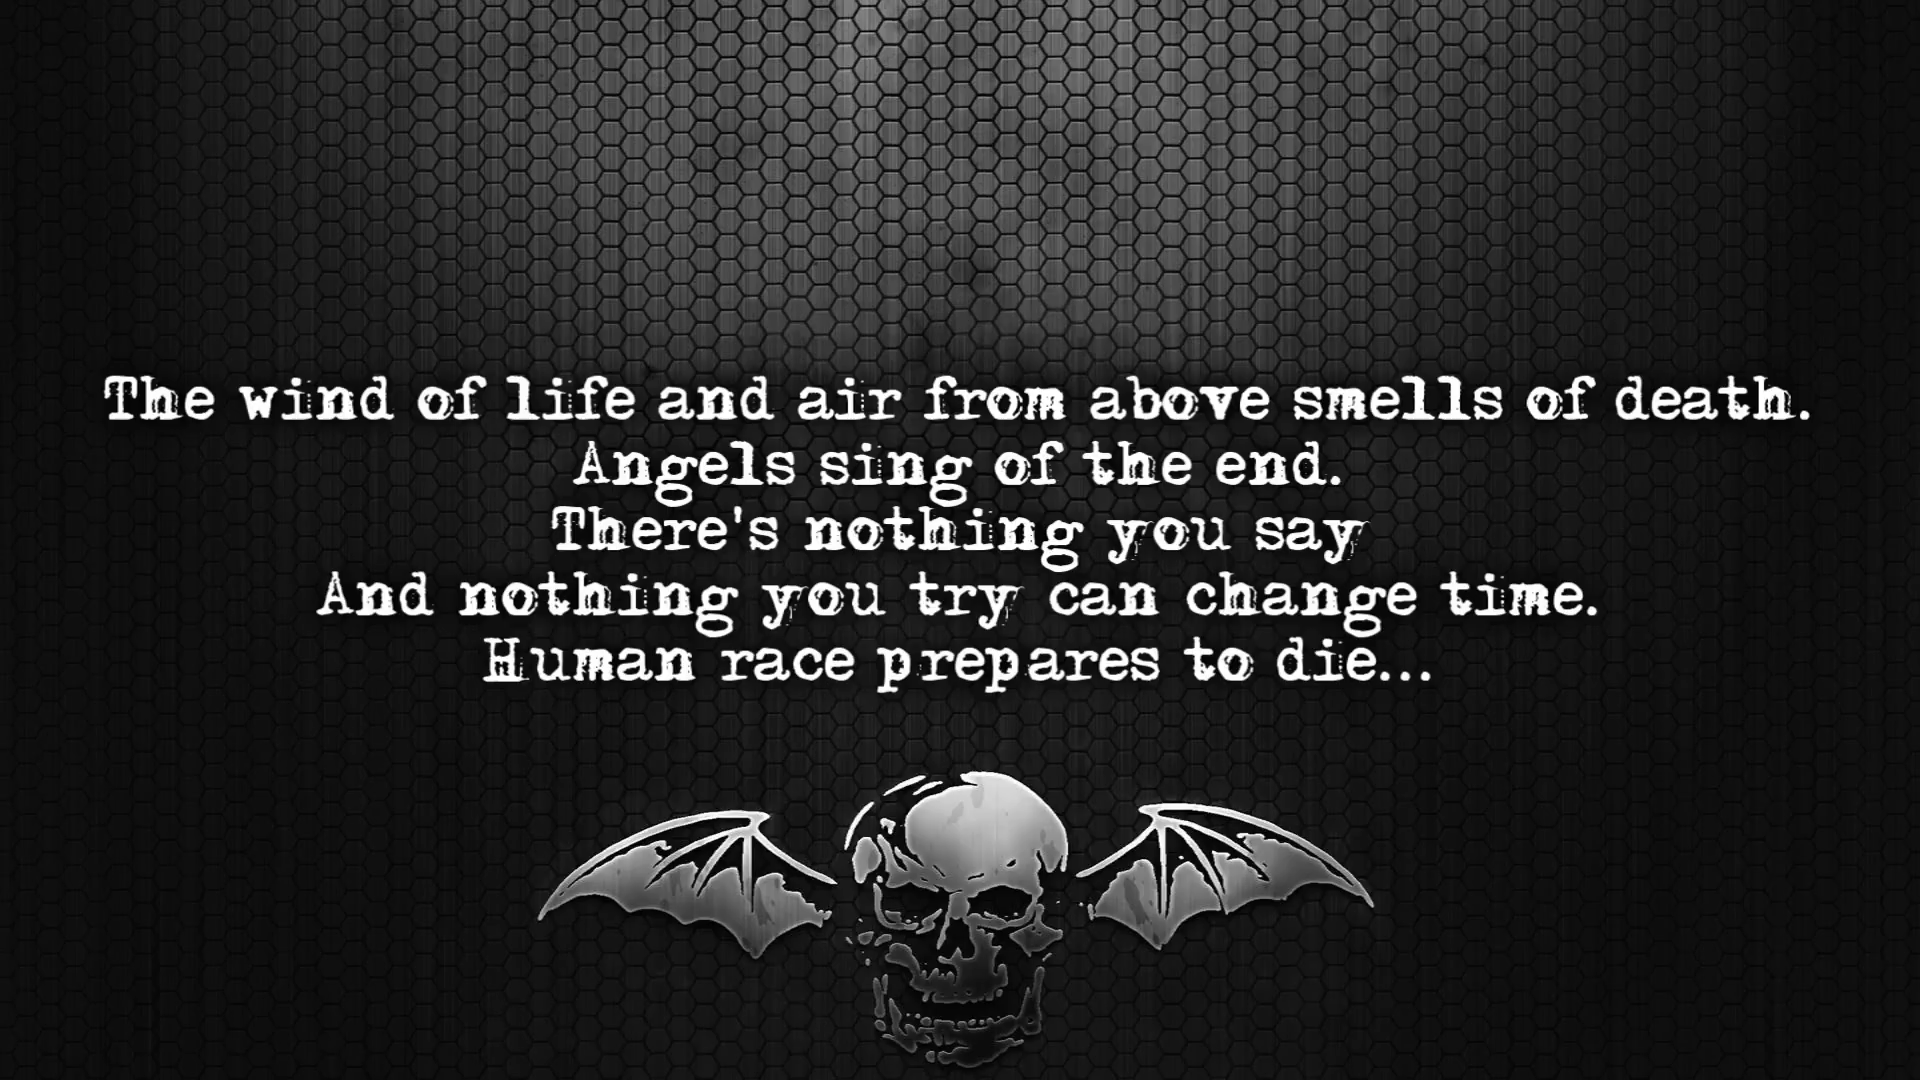 The wind of life and air from above smells of death.
Angels sing of the end.
There's nothing you say
And nothing you try can change time.
Human race prepares to die...